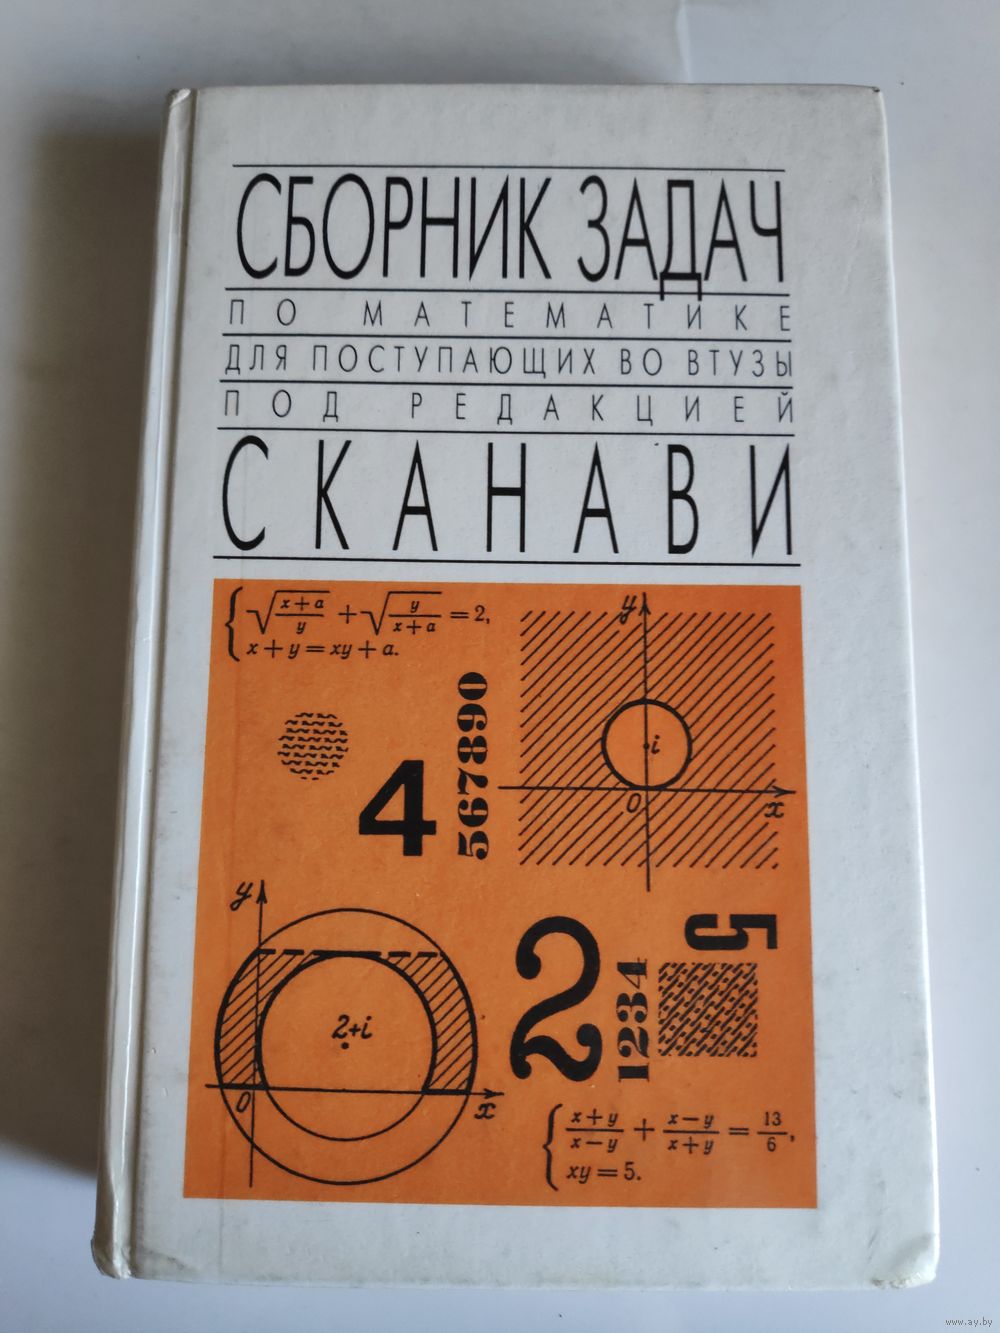 СБОРНИК ЗАДАЧ
ПО МАТЕМАТИКЕ
ДЛЯ ПОСТУПАЮЩИХ ВО ВТУЗЫ
ПОД РЕДАКЦИЕЙ
СКАНАВИ
{ √((x+a)/y) + √(y/(x+a)) = 2,
x + y = xy + a.
y
i
0
x
4
567890
y
2+i
0
x
2
1234
5
{ (x+y)/(x−y) + (x−y)/(x+y) = 13/6,
xy = 5.
www.ay.by